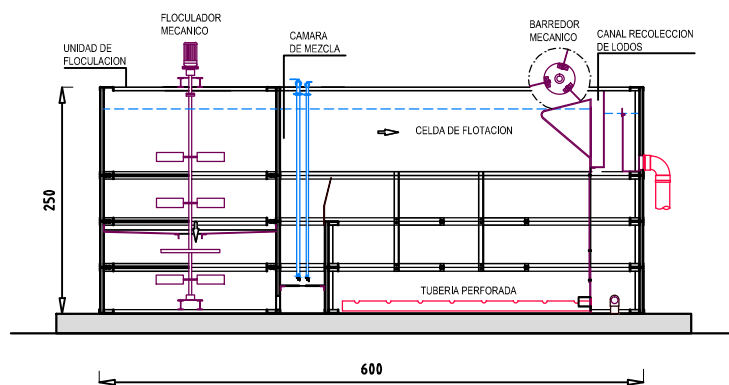 FLOCULADOR
MECANICO
UNIDAD DE
FLOCULACION
CAMARA
DE MEZCLA
BARREDOR
MECANICO
CANAL RECOLECCION
DE LODOS
CELDA DE FLOTACION
250
TUBERIA PERFORADA
600